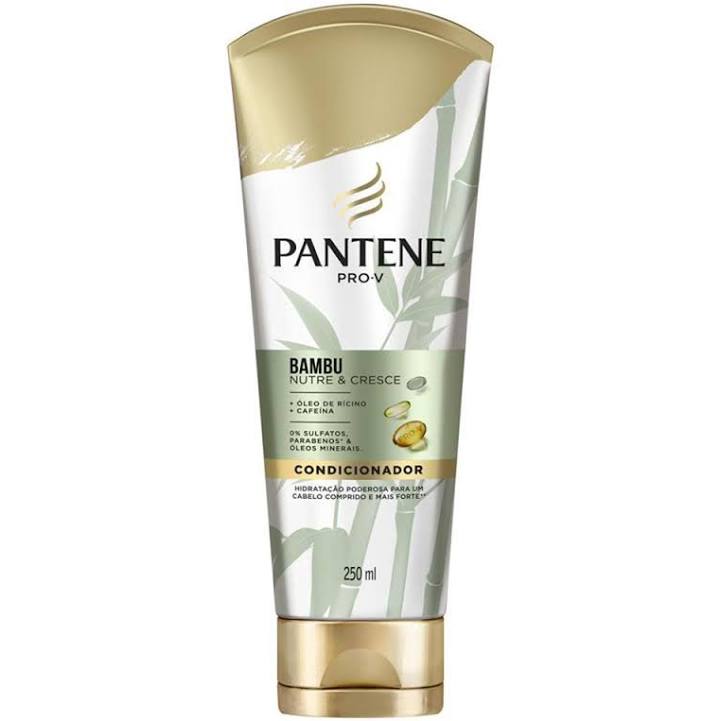 PANTENE
PRO-V
BAMBU
NUTRE & CRESCE
+ ÓLEO DE RÍCINO
+ CAFEÍNA
0% SULFATOS,
PARABENOS* &
ÓLEOS MINERAIS.
PRO-V
CONDICIONADOR
HIDRATAÇÃO PODEROSA PARA UM
CABELO COMPRIDO E MAIS FORTE**
250 ml